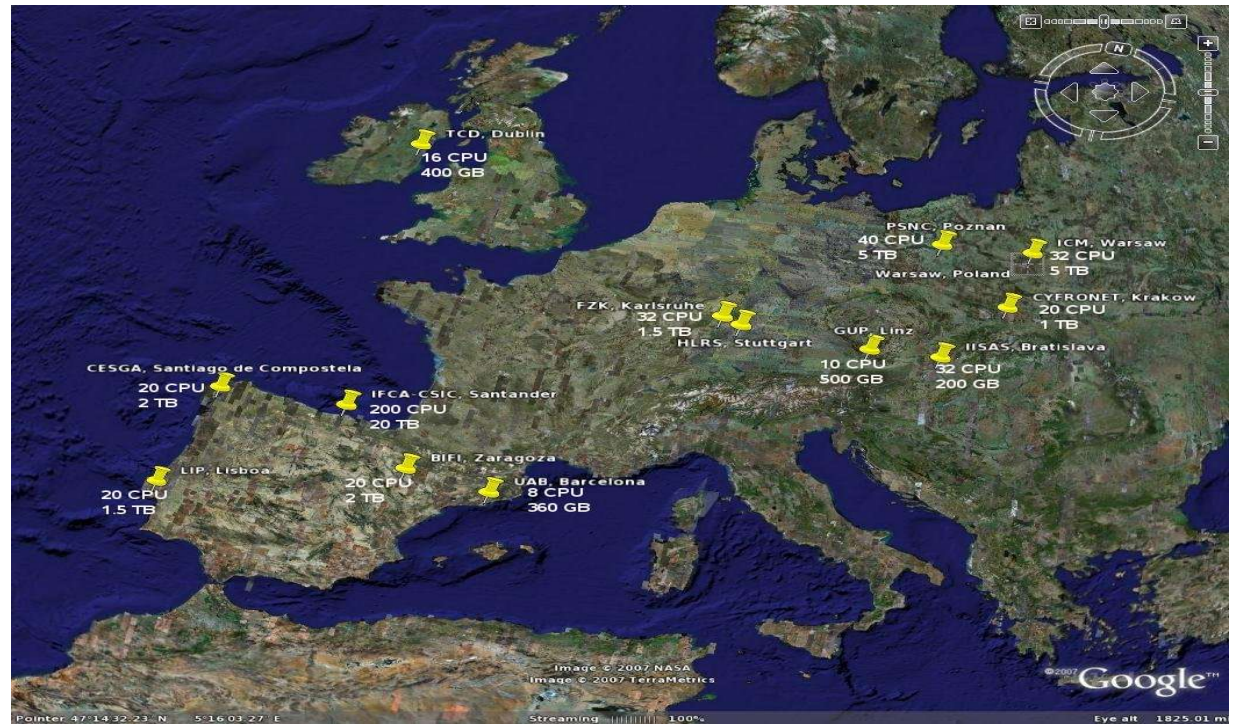 N
TCD, Dublin
16 CPU
400 GB
PSNC, Poznan
40 CPU
5 TB
ICM, Warsaw
32 CPU
5 TB
Warsaw, Poland
CYFRONET, Krakow
20 CPU
1 TB
FZK, Karlsruhe
32 CPU
1.5 TB
HLRS, Stuttgart
GUP, Linz
10 CPU
500 GB
IISAS, Bratislava
32 CPU
200 GB
CESGA, Santiago de Compostela
20 CPU
2 TB
IFCA-CSIC, Santander
200 CPU
20 TB
BIFI, Zaragoza
20 CPU
2 TB
UAB, Barcelona
8 CPU
360 GB
LIP, Lisboa
20 CPU
1.5 TB
Image © 2007 NASA
Image © 2007 TerraMetrics
©2007 Google™
Pointer 47°14'32.23" N 5°16'03.27" E
Streaming 100%
Eye alt 1825.01 mi